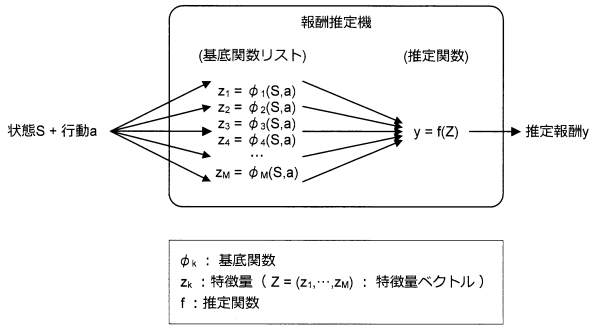 報酬推定機
(基底関数リスト)
(推定関数)
z1 = φ1(S,a)
z2 = φ2(S,a)
z3 = φ3(S,a)
z4 = φ4(S,a)
…
zM = φM(S,a)
状態S + 行動a
y = f(Z)
推定報酬y
φk : 基底関数
zk : 特徴量 ( Z = (z1,…,zM) : 特徴量ベクトル )
f : 推定関数